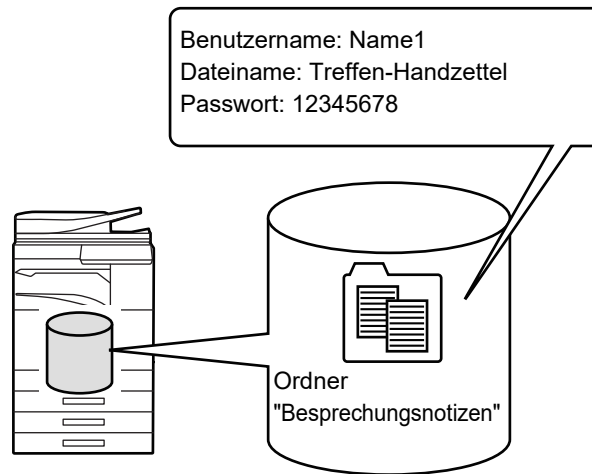 Benutzername: Name1
Dateiname: Treffen-Handzettel
Passwort: 12345678
Ordner
"Besprechungsnotizen"